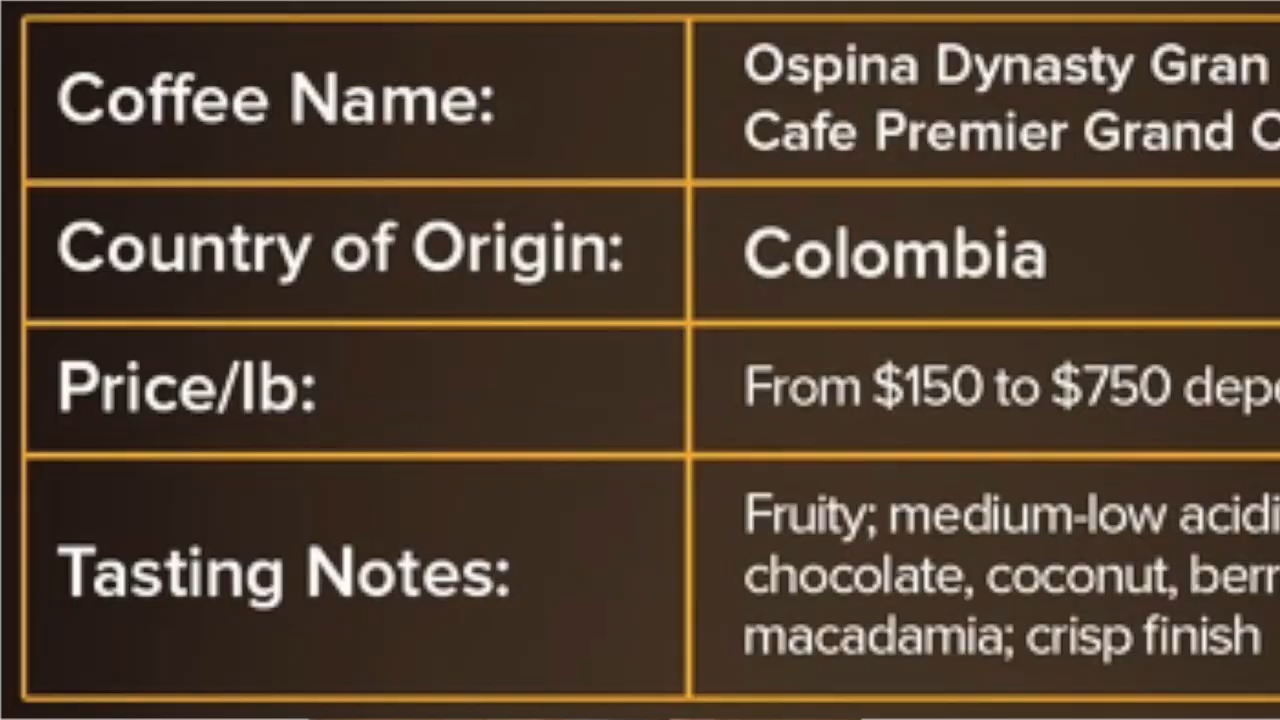 Coffee Name:
Ospina Dynasty Gran
Cafe Premier Grand
Country of Origin:
Colombia
Price/lb:
From $150 to $750
Tasting Notes:
Fruity; medium-low
chocolate, coconut,
macadamia; crisp finish